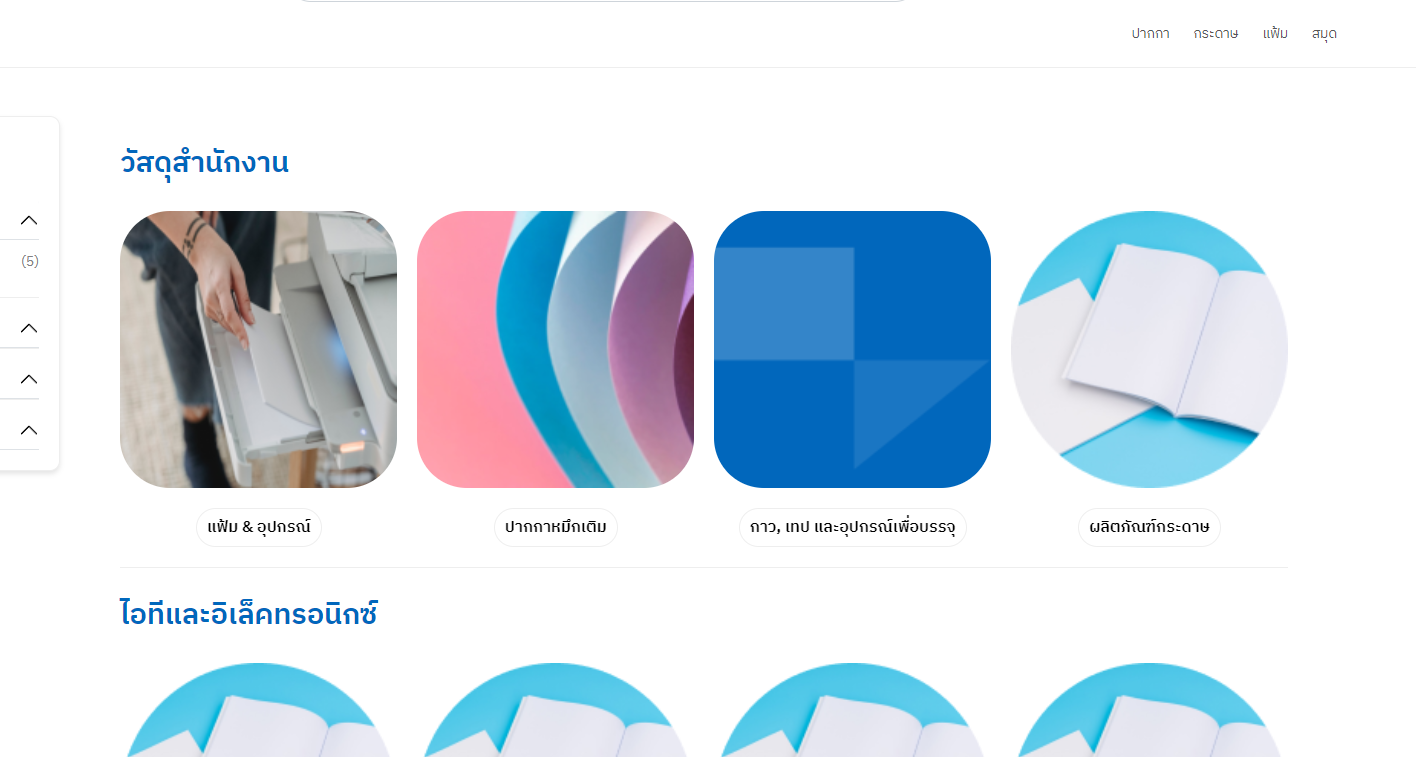 ปากกา กระดาษ แฟ้ม สมุด
วัสดุสำนักงาน
(5)
แฟ้ม & อุปกรณ์ ปากกาหมึกเติม กาว, เทป และอุปกรณ์เพื่อบรรจุ ผลิตภัณฑ์กระดาษ
ไอทีและอิเล็คทรอนิกซ์